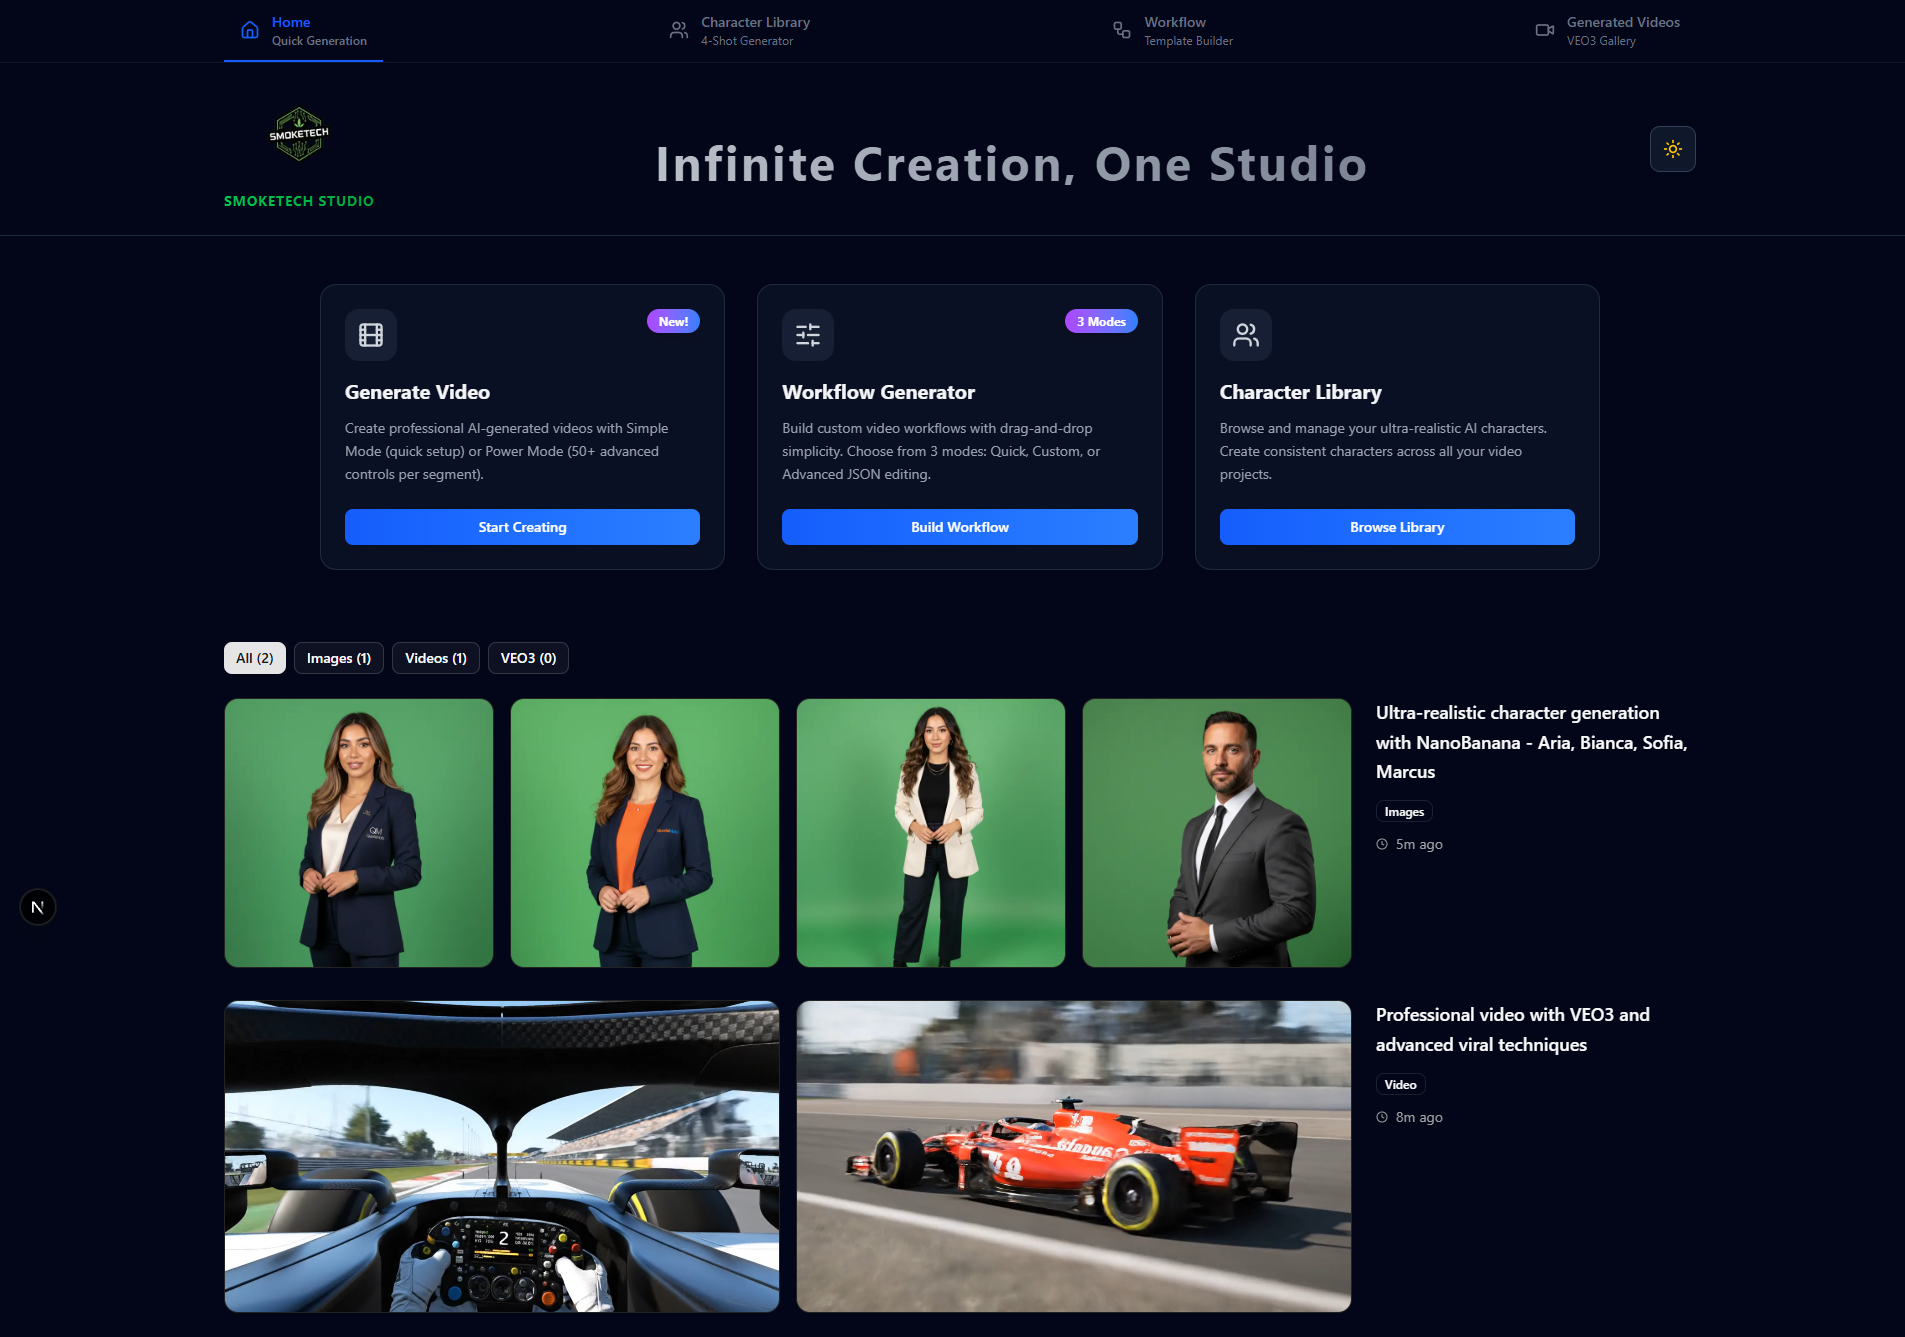 Home
Quick Generation
Character Library
4-Shot Generator
Workflow
Template Builder
Generated Videos
VEO3 Gallery
SMOKETECH
SMOKETECH STUDIO
Infinite Creation, One Studio
New!
Generate Video
Create professional AI-generated videos with Simple
Mode (quick setup) or Power Mode (50+ advanced
controls per segment).
Start Creating
3 Modes
Workflow Generator
Build custom video workflows with drag-and-drop
simplicity. Choose from 3 modes: Quick, Custom, or
Advanced JSON editing.
Build Workflow
Character Library
Browse and manage your ultra-realistic AI characters.
Create consistent characters across all your video
projects.
Browse Library
All (2)
Images (1)
Videos (1)
VEO3 (0)
Ultra-realistic character generation
with NanoBanana - Aria, Bianca, Sofia,
Marcus
Images
5m ago
N
Professional video with VEO3 and
advanced viral techniques
Video
8m ago
2